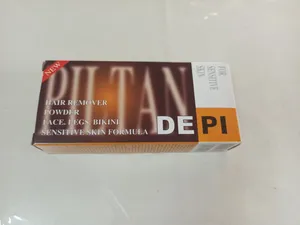 NEW
PILTAN
FOR
SENSITIVE
SKIN
HAIR REMOVER
POWDER
FACE, LEGS, BIKINI
SENSITIVE SKIN FORMULA
DEPI